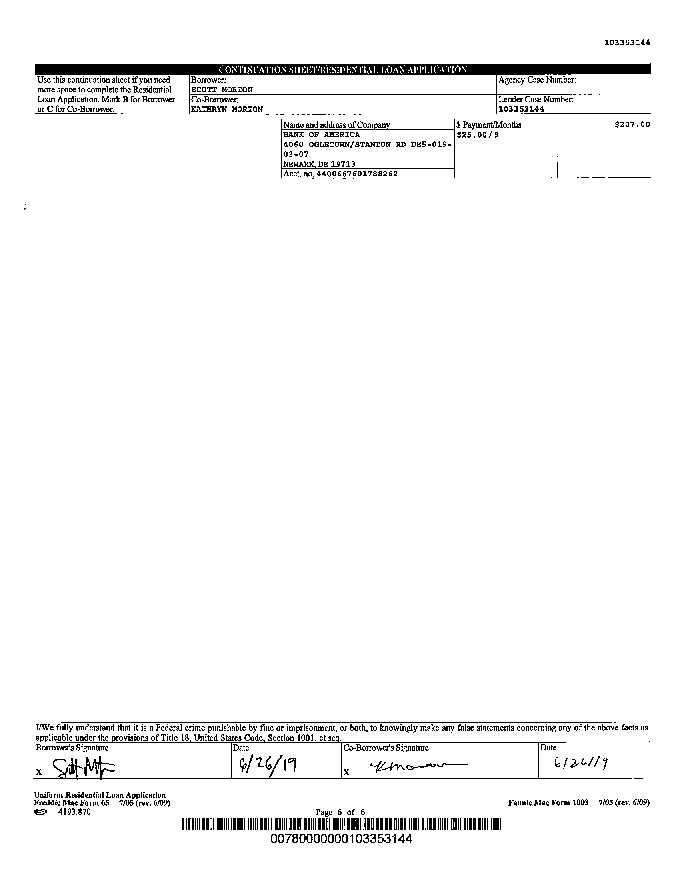 103353144
CONTINUATION SHEET/RESIDENTIAL LOAN APPLICATION
Use this continuation sheet if you need
more space to complete the Residential
Loan Application. Mark B for Borrower
or C for Co-Borrower.
Borrower:
SCOTT MORTON
Co-Borrower:
KATHRYN MORTON
Agency Case Number:
Lender Case Number:
103353144
Name and address of Company
BANK OF AMERICA
4060 OGLETOWN/STANTON RD DE5-019-
03-07
NEWARK, DE 19713
Acct. no. 4400667601788262
$ Payment/Months
$25.00/9
$207.00
I/We fully understand that it is a Federal crime punishable by fine or imprisonment, or both, to knowingly make any false statements concerning any of the above facts as
applicable under the provisions of Title 18, United States Code, Section 1001, et seq.
Borrower's Signature
X
Date
6/26/19
Co-Borrower's Signature
X
Date
6/26/19
Uniform Residential Loan Application
Freddie Mac Form 65 7/05 (rev. 6/09)
4193.870
Page 6 of 6
Fannie Mae Form 1003 7/05 (rev. 6/09)
00780000000103353144